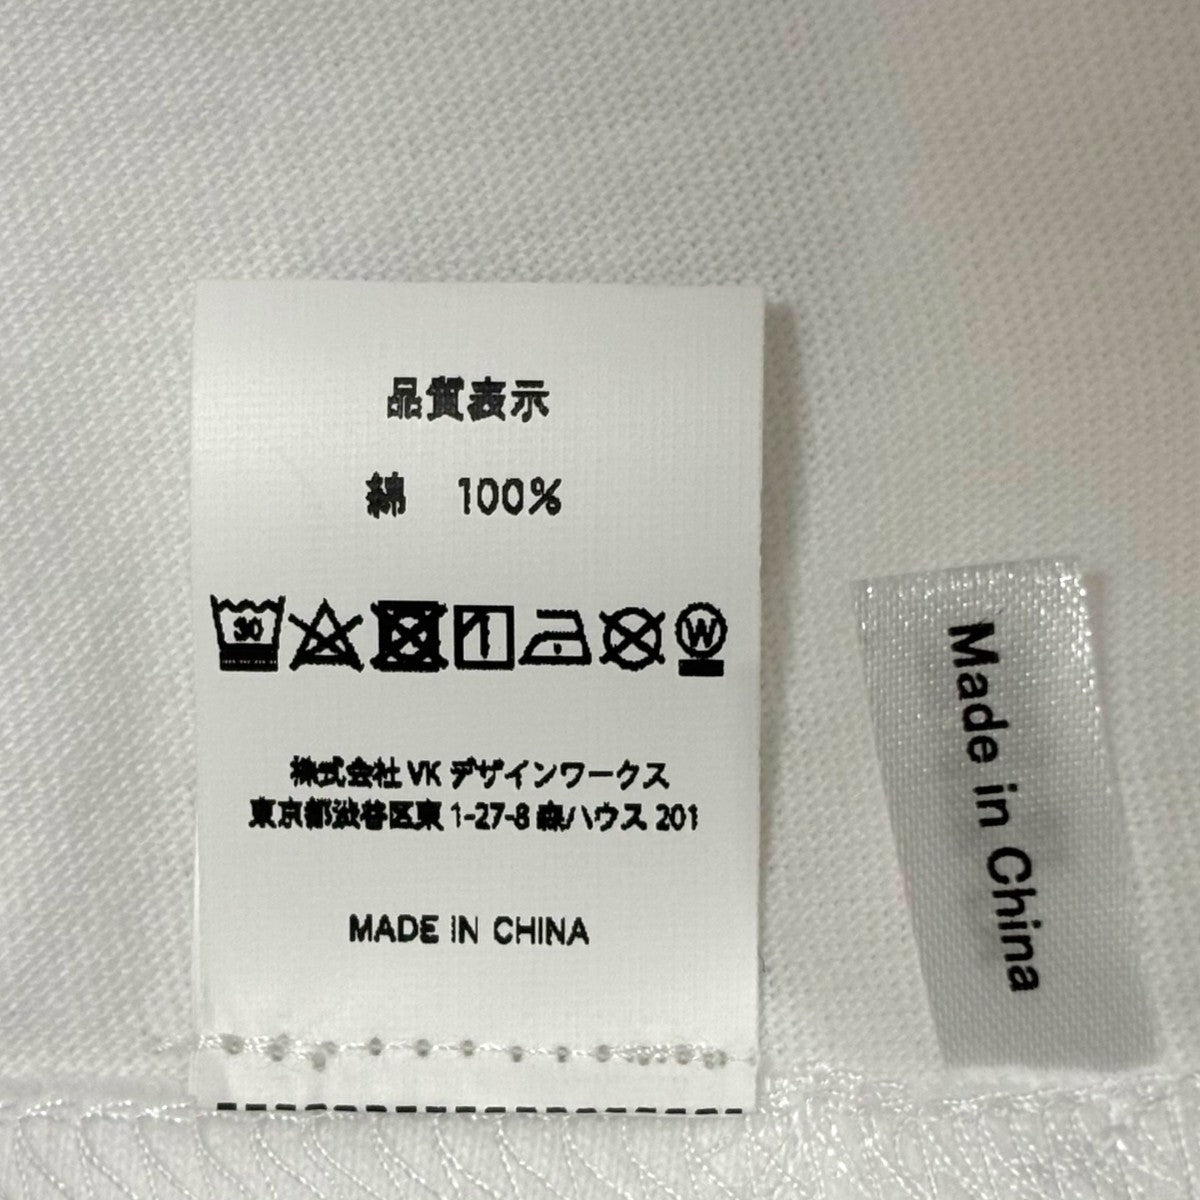 品質表示
綿 100%
30
W
株式会社 VK デザインワークス
東京都渋谷区東 1-27-8 森ハウス 201
MADE IN CHINA
Made in China